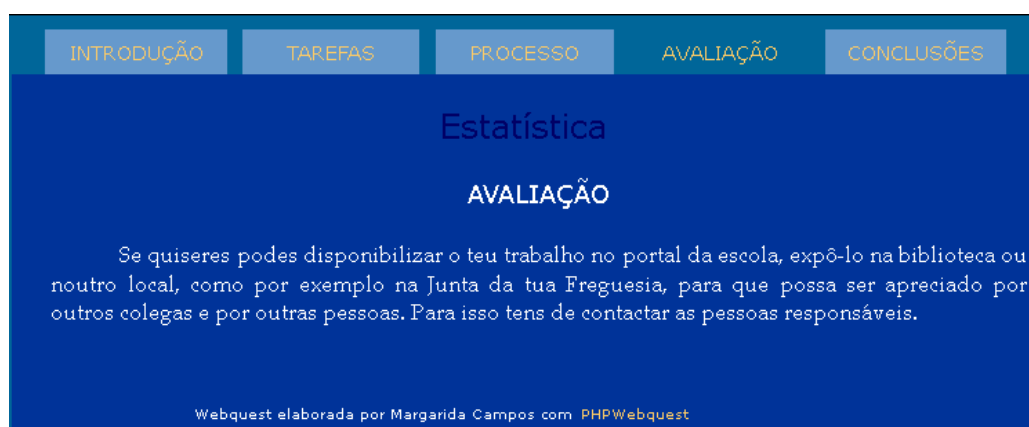 INTRODUÇÃO TAREFAS PROCESSO AVALIAÇÃO CONCLUSÕES
Estatística
AVALIAÇÃO
Se quiseres podes disponibilizar o teu trabalho no portal da escola, expô-lo na biblioteca ou
noutro local, como por exemplo na Junta da tua Freguesia, para que possa ser apreciado por
outros colegas e por outras pessoas. Para isso tens de contactar as pessoas responsáveis.
Webquest elaborada por Margarida Campos com PHPWebquest